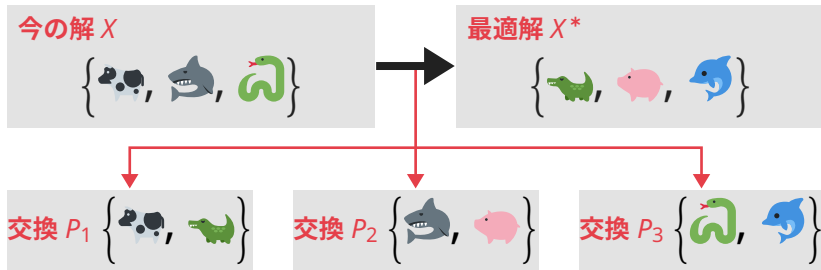 今の解 X
{🐄, 🦈, 🐍}
最適解 X*
{🐊, 🐖, 🐬}
交換 P1 {🐄, 🐊}
交換 P2 {🦈, 🐖}
交換 P3 {🐍, 🐬}